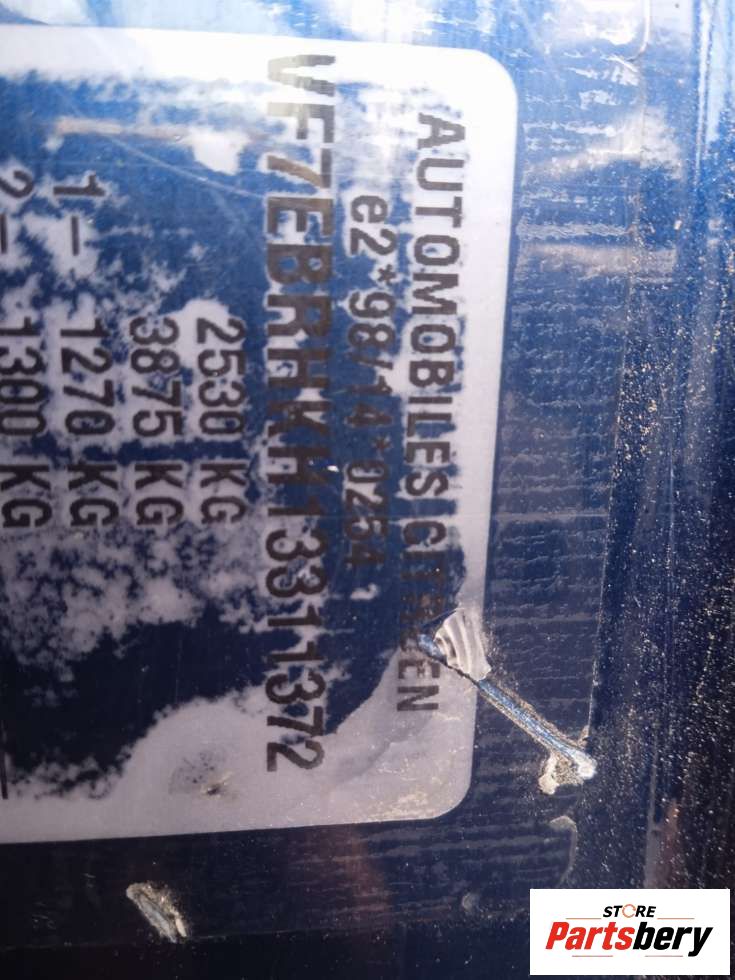 AUTOMOBILES CITROEN
e2*98/14*0254
VF7EBRHKH13311372
2530 KG
3875 KG
1- 1270 KG
2- 1300 KG
STORE
Partsbery